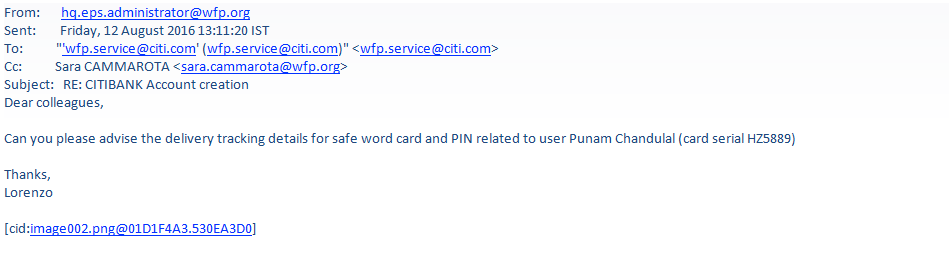 From: hq.eps.administrator@wfp.org
Sent: Friday, 12 August 2016 13:11:20 IST
To: "'wfp.service@citi.com' (wfp.service@citi.com)" <wfp.service@citi.com>
Cc: Sara CAMMAROTA <sara.cammarota@wfp.org>
Subject: RE: CITIBANK Account creation
Dear colleagues,
Can you please advise the delivery tracking details for safe word card and PIN related to user Punam Chandulal (card serial HZ5889)
Thanks,
Lorenzo
[cid:image002.png@01D1F4A3.530EA3D0]